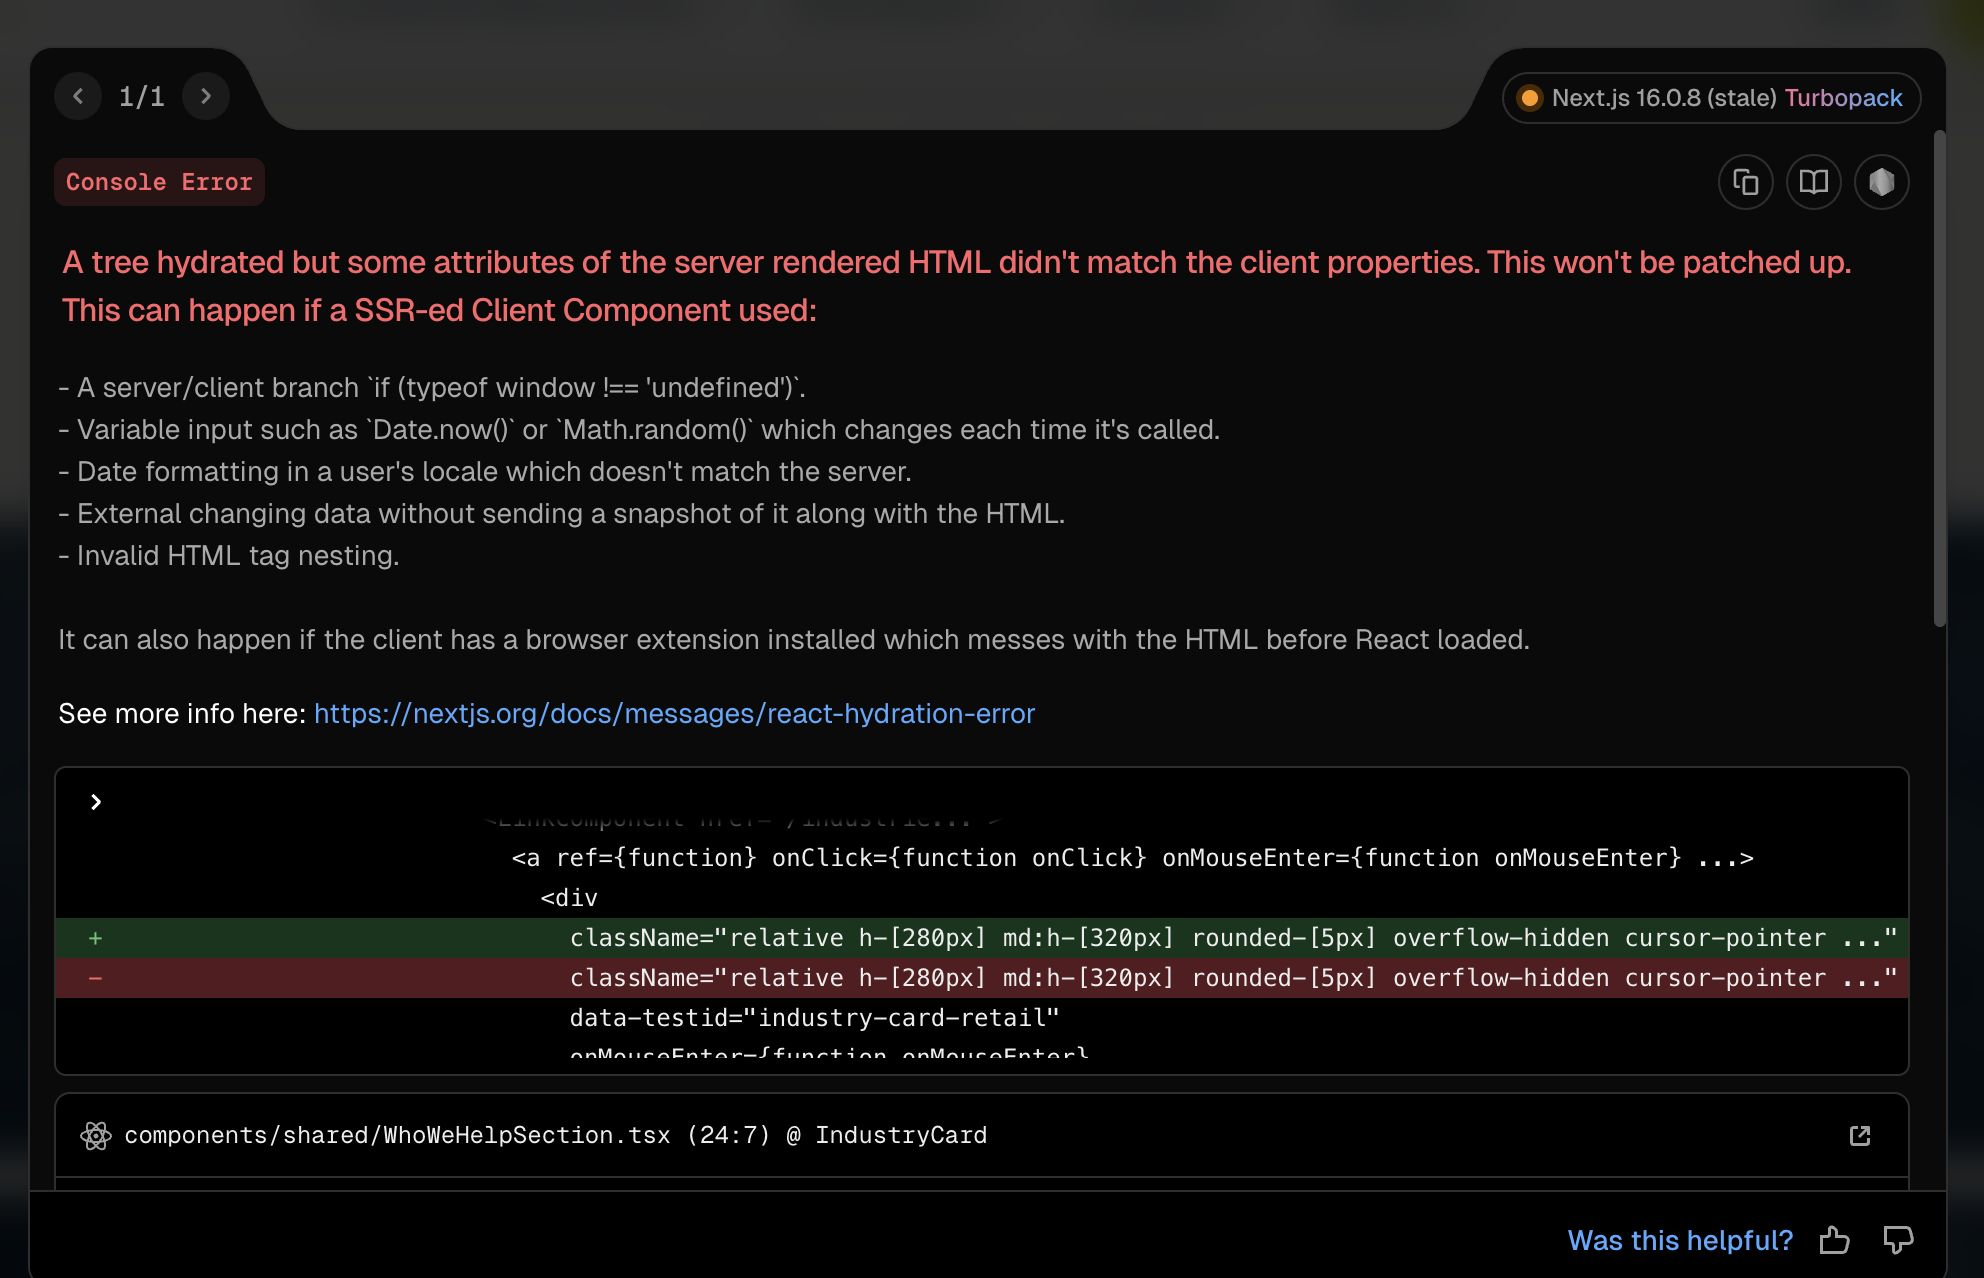 1/1
Next.js 16.0.8 (stale) Turbopack
Console Error
A tree hydrated but some attributes of the server rendered HTML didn't match the client properties. This won't be patched up.
This can happen if a SSR-ed Client Component used:
- A server/client branch `if (typeof window !== 'undefined')`.
- Variable input such as `Date.now()` or `Math.random()` which changes each time it's called.
- Date formatting in a user's locale which doesn't match the server.
- External changing data without sending a snapshot of it along with the HTML.
- Invalid HTML tag nesting.
It can also happen if the client has a browser extension installed which messes with the HTML before React loaded.
See more info here: https://nextjs.org/docs/messages/react-hydration-error
<LinkComponent href="/industrie..." >
<a ref={function} onClick={function onClick} onMouseEnter={function onMouseEnter} ...>
<div
+ className="relative h-[280px] md:h-[320px] rounded-[5px] overflow-hidden cursor-pointer ..."
- className="relative h-[280px] md:h-[320px] rounded-[5px] overflow-hidden cursor-pointer ..."
data-testid="industry-card-retail"
onMouseEnter={function onMouseEnter}
components/shared/WhoWeHelpSection.tsx (24:7) @ IndustryCard
Was this helpful?